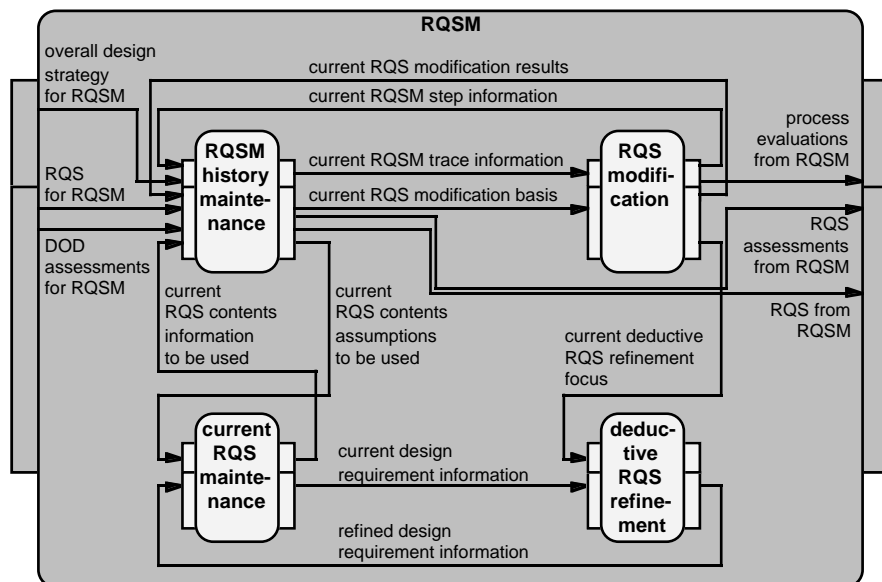 RQSM
overall design
strategy
for RQSM
current RQS modification results
current RQSM step information
process
evaluations
from RQSM
RQSM
history
mainte-
nance
current RQSM trace information
RQS
modifi-
cation
RQS
for RQSM
current RQS modification basis
DOD
assessments
for RQSM
RQS
assessments
from RQSM
current
RQS contents
information
to be used
current
RQS contents
assumptions
to be used
RQS from
RQSM
current deductive
RQS refinement
focus
current
RQS
mainte-
nance
current design
requirement information
deduc-
tive
RQS
refine-
ment
refined design
requirement information